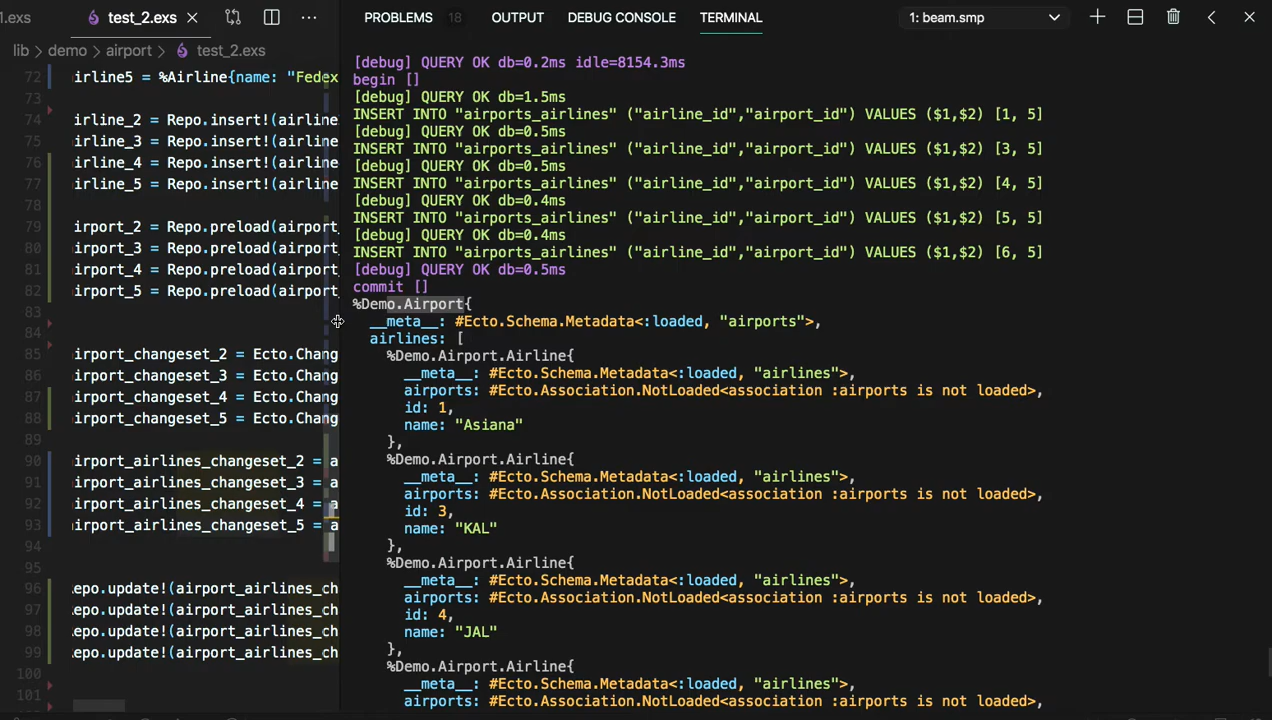 1.exs test_2.exs
lib > demo > airport > test_2.exs
72 irline5 = %Airline{name: "Fedex
73
74 irline_2 = Repo.insert!(airline
75 irline_3 = Repo.insert!(airline
76 irline_4 = Repo.insert!(airline
77 irline_5 = Repo.insert!(airline
78
79 irport_2 = Repo.preload(airport_
80 irport_3 = Repo.preload(airport_
81 irport_4 = Repo.preload(airport_
82 irport_5 = Repo.preload(airport_
83
84
85 irport_changeset_2 = Ecto.Chang
86 irport_changeset_3 = Ecto.Chang
87 irport_changeset_4 = Ecto.Chang
88 irport_changeset_5 = Ecto.Chang
89
90 irport_airlines_changeset_2 = a
91 irport_airlines_changeset_3 = a
92 irport_airlines_changeset_4 = a
93 irport_airlines_changeset_5 = a
94
95
96 epo.update!(airport_airlines_ch
97 epo.update!(airport_airlines_ch
98 epo.update!(airport_airlines_ch
99 epo.update!(airport_airlines_ch
100
101
PROBLEMS 18 OUTPUT DEBUG CONSOLE TERMINAL 1: beam.smp
[debug] QUERY OK db=0.2ms idle=8154.3ms
begin []
[debug] QUERY OK db=1.5ms
INSERT INTO "airports_airlines" ("airline_id","airport_id") VALUES ($1,$2) [1, 5]
[debug] QUERY OK db=0.5ms
INSERT INTO "airports_airlines" ("airline_id","airport_id") VALUES ($1,$2) [3, 5]
[debug] QUERY OK db=0.5ms
INSERT INTO "airports_airlines" ("airline_id","airport_id") VALUES ($1,$2) [4, 5]
[debug] QUERY OK db=0.4ms
INSERT INTO "airports_airlines" ("airline_id","airport_id") VALUES ($1,$2) [5, 5]
[debug] QUERY OK db=0.4ms
INSERT INTO "airports_airlines" ("airline_id","airport_id") VALUES ($1,$2) [6, 5]
[debug] QUERY OK db=0.5ms
commit []
%Demo.Airport{
__meta__: #Ecto.Schema.Metadata<:loaded, "airports">,
airlines: [
%Demo.Airport.Airline{
__meta__: #Ecto.Schema.Metadata<:loaded, "airlines">,
airports: #Ecto.Association.NotLoaded<association :airports is not loaded>,
id: 1,
name: "Asiana"
},
%Demo.Airport.Airline{
__meta__: #Ecto.Schema.Metadata<:loaded, "airlines">,
airports: #Ecto.Association.NotLoaded<association :airports is not loaded>,
id: 3,
name: "KAL"
},
%Demo.Airport.Airline{
__meta__: #Ecto.Schema.Metadata<:loaded, "airlines">,
airports: #Ecto.Association.NotLoaded<association :airports is not loaded>,
id: 4,
name: "JAL"
},
%Demo.Airport.Airline{
__meta__: #Ecto.Schema.Metadata<:loaded, "airlines">,
airports: #Ecto.Association.NotLoaded<association :airports is not loaded>,